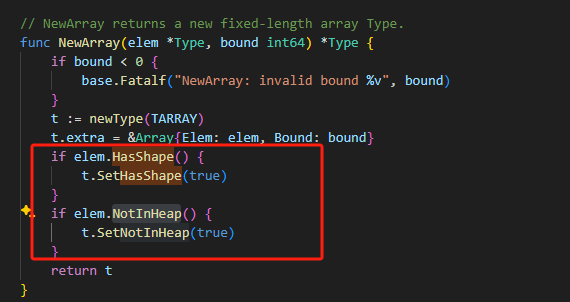 // NewArray returns a new fixed-length array Type.
func NewArray(elem *Type, bound int64) *Type {
    if bound < 0 {
        base.Fatalf("NewArray: invalid bound %v", bound)
    }
    t := newType(TARRAY)
    t.extra = &Array{Elem: elem, Bound: bound}
    if elem.HasShape() {
        t.SetHasShape(true)
    }
    if elem.NotInHeap() {
        t.SetNotInHeap(true)
    }
    return t
}